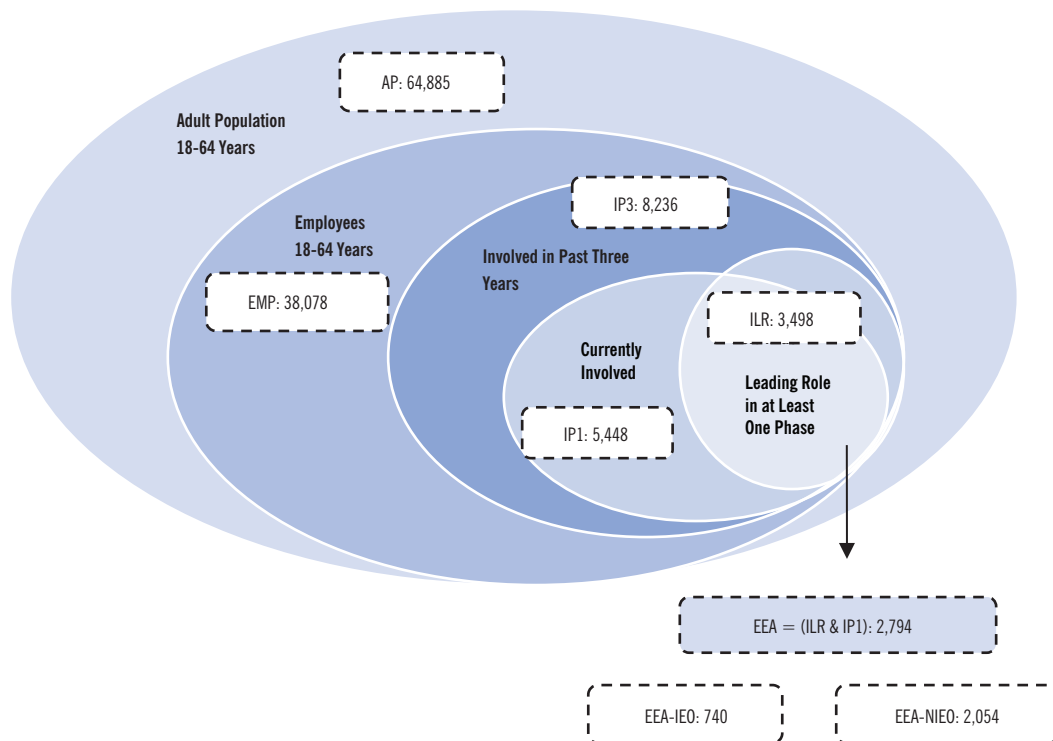 AP: 64,885
Adult Population
18-64 Years
IP3: 8,236
Employees
18-64 Years
Involved in Past Three
Years
EMP: 38,078
ILR: 3,498
Currently
Involved
Leading Role
in at Least
One Phase
IP1: 5,448
EEA = (ILR & IP1): 2,794
EEA-IEO: 740
EEA-NIEO: 2,054